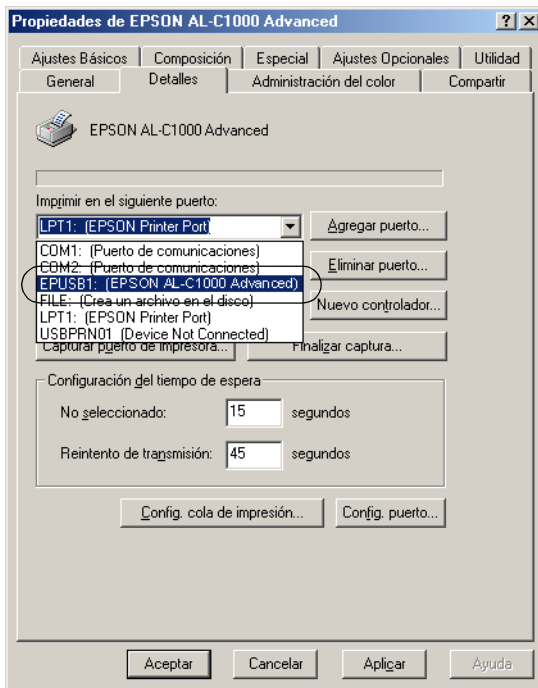 Propiedades de EPSON AL-C1000 Advanced
Ajustes Básicos Composición Especial Ajustes Opcionales Utilidad
General Detalles Administración del color Compartir
EPSON AL-C1000 Advanced
Imprimir en el siguiente puerto:
LPT1: (EPSON Printer Port) Agregar puerto...
COM1: (Puerto de comunicaciones)
COM2: (Puerto de comunicaciones) Eliminar puerto...
EPUSB1: (EPSON AL-C1000 Advanced)
FILE: (Crea un archivo en el disco) Nuevo controlador...
LPT1: (EPSON Printer Port)
USBPRN01 (Device Not Connected)
Capturar puerto de impresora... Finalizar captura...
Configuración del tiempo de espera
No seleccionado: 15 segundos
Reintento de transmisión: 45 segundos
Config. cola de impresión... Config. puerto...
Aceptar Cancelar Aplicar Ayuda